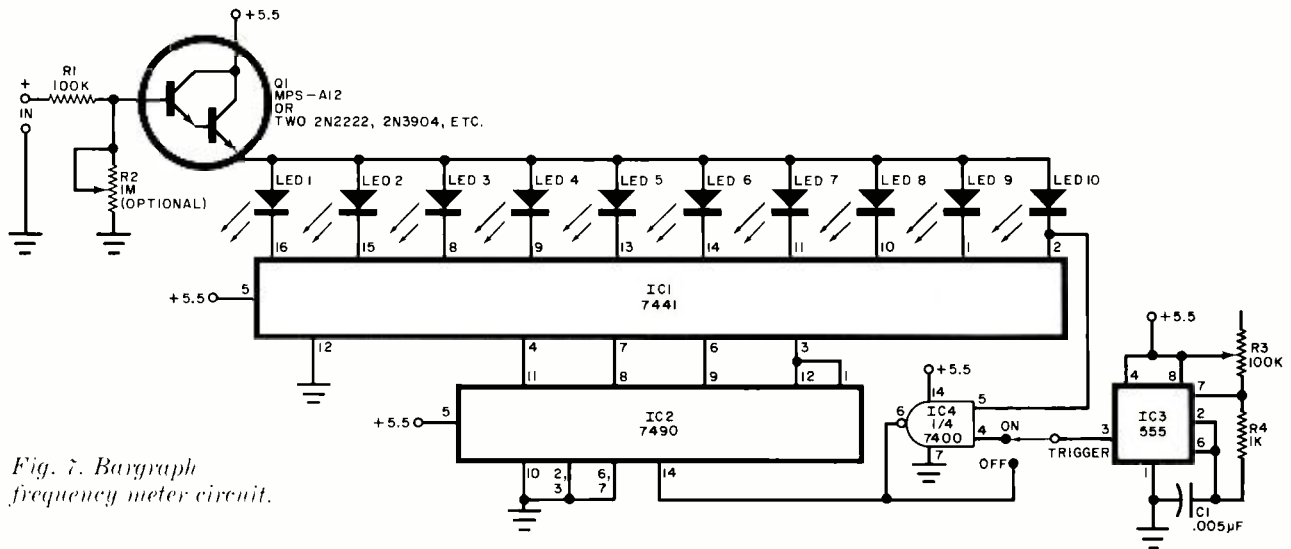 +5.5
R1
100K
+
IN
Q1
MPS-A12
OR
TWO 2N2222, 2N3904, ETC.
R2
1M
(OPTIONAL)
LED 1
LED 2
LED 3
LED 4
LED 5
LED 6
LED 7
LED 8
LED 9
LED 10
16
15
8
9
13
14
11
10
1
2
+5.5
5
IC1
7441
12
4
7
6
3
11
8
9
12
1
+5.5
5
IC2
7490
10
2,
3
6,
7
14
+5.5
14
6
IC4
1/4
7400
5
4
7
ON
OFF
TRIGGER
+5.5
4
8
R3
100K
7
3
IC3
555
2
6
R4
1K
1
C1
.005µF
Fig. 7. Bargraph
frequency meter circuit.